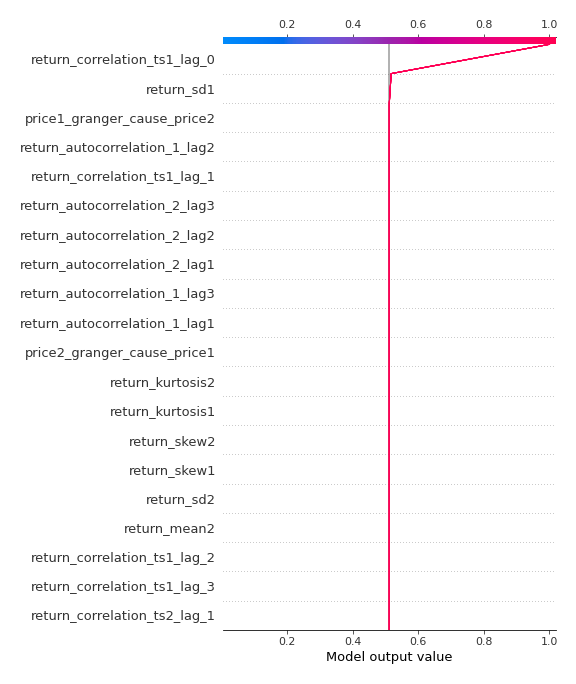 0.2 0.4 0.6 0.8 1.0
return_correlation_ts1_lag_0
return_sd1
price1_granger_cause_price2
return_autocorrelation_1_lag2
return_correlation_ts1_lag_1
return_autocorrelation_2_lag3
return_autocorrelation_2_lag2
return_autocorrelation_2_lag1
return_autocorrelation_1_lag3
return_autocorrelation_1_lag1
price2_granger_cause_price1
return_kurtosis2
return_kurtosis1
return_skew2
return_skew1
return_sd2
return_mean2
return_correlation_ts1_lag_2
return_correlation_ts1_lag_3
return_correlation_ts2_lag_1
0.2 0.4 0.6 0.8 1.0
Model output value